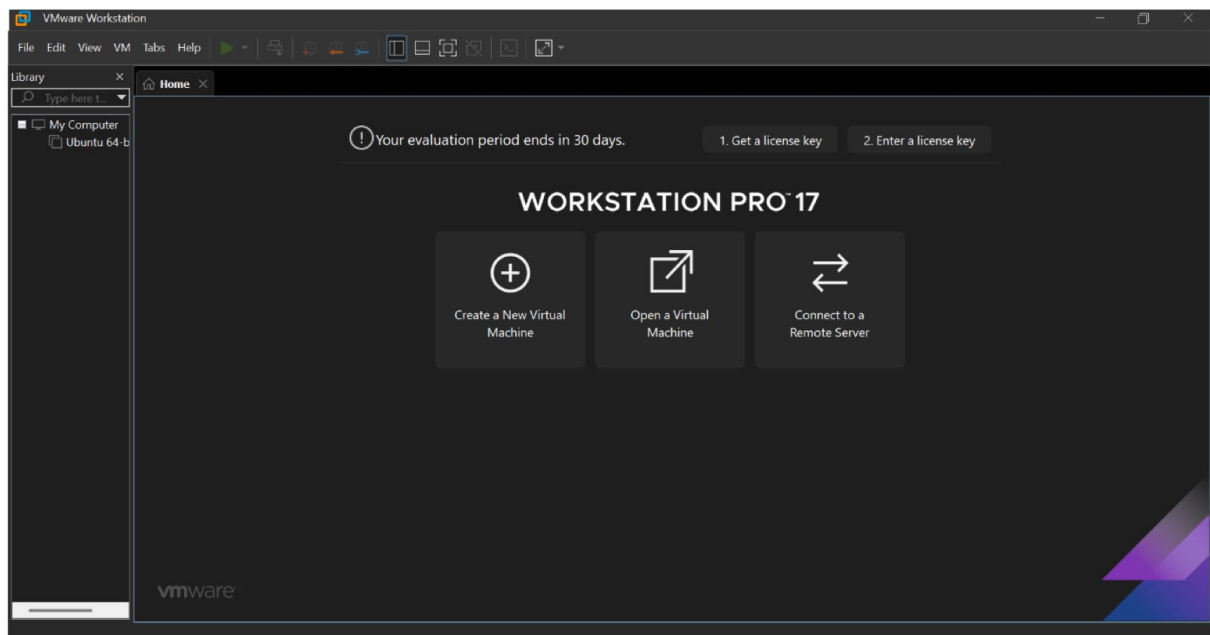 VMware Workstation
File Edit View VM Tabs Help
Library
Home
Type here t...
My Computer
Ubuntu 64-b
Your evaluation period ends in 30 days.
1. Get a license key
2. Enter a license key
WORKSTATION PRO™ 17
Create a New Virtual
Machine
Open a Virtual
Machine
Connect to a
Remote Server
vmware